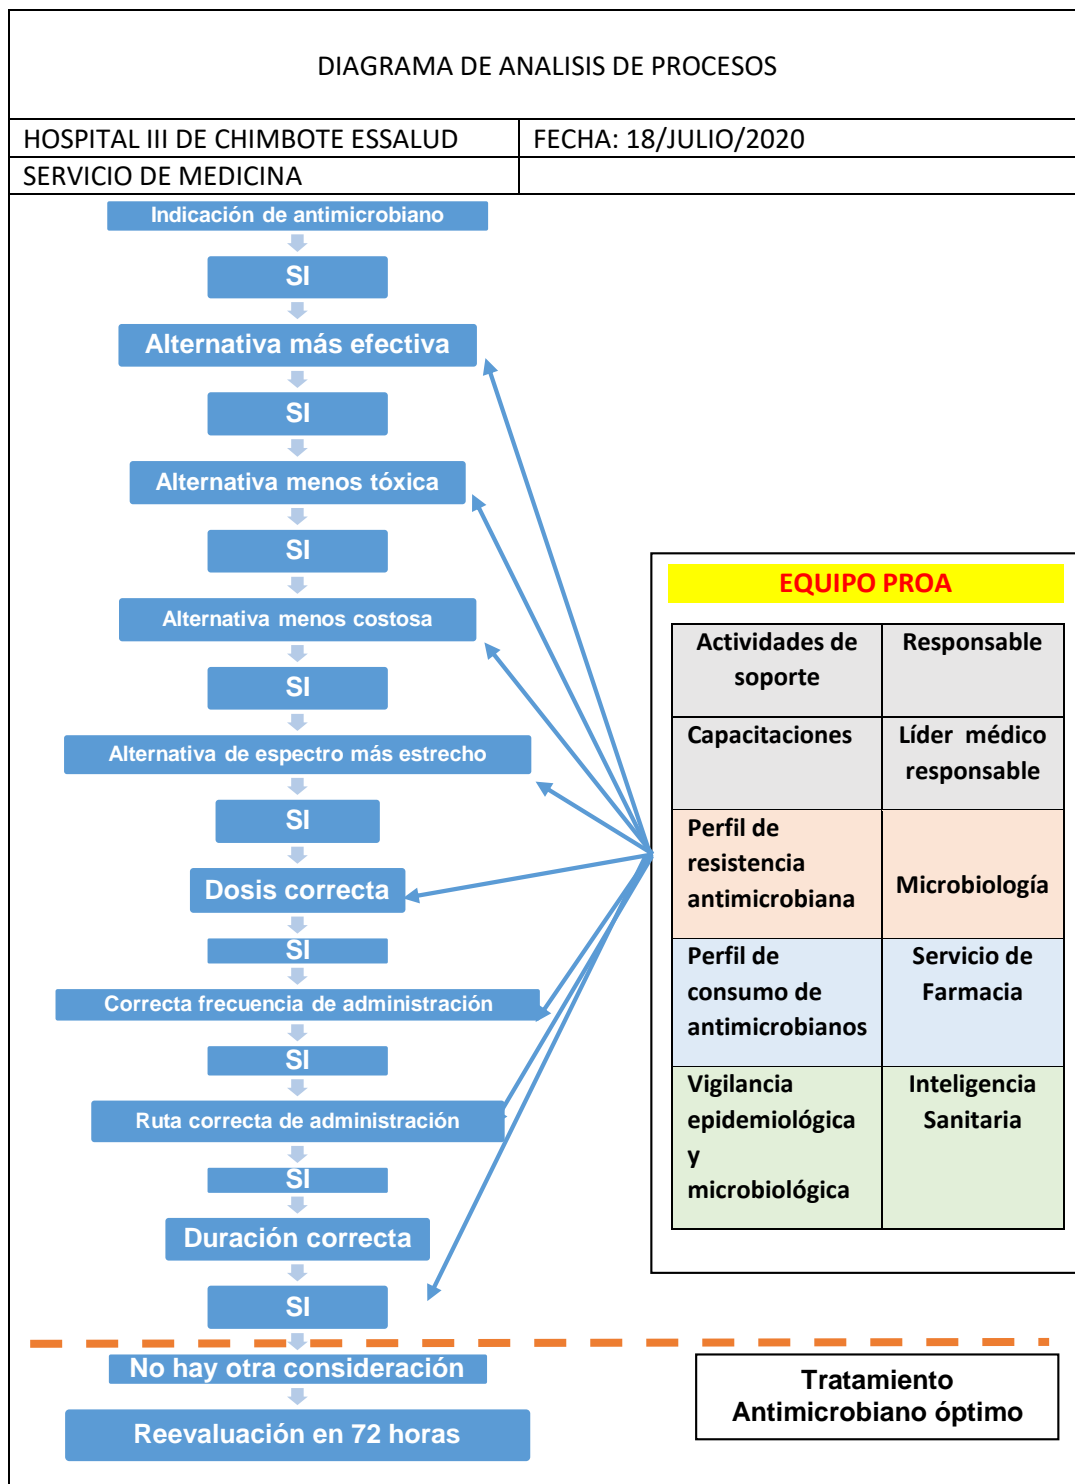 DIAGRAMA DE ANALISIS DE PROCESOS
HOSPITAL III DE CHIMBOTE ESSALUD
FECHA: 18/JULIO/2020
SERVICIO DE MEDICINA
Indicación de antimicrobiano
SI
Alternativa más efectiva
SI
Alternativa menos tóxica
SI
Alternativa menos costosa
SI
Alternativa de espectro más estrecho
SI
Dosis correcta
SI
Correcta frecuencia de administración
SI
Ruta correcta de administración
SI
Duración correcta
SI
No hay otra consideración
Reevaluación en 72 horas
EQUIPO PROA
Actividades de
soporte
Responsable
Capacitaciones
Líder médico
responsable
Perfil de
resistencia
antimicrobiana
Microbiología
Perfil de
consumo de
antimicrobianos
Servicio de
Farmacia
Vigilancia
epidemiológica
y
microbiológica
Inteligencia
Sanitaria
Tratamiento
Antimicrobiano óptimo